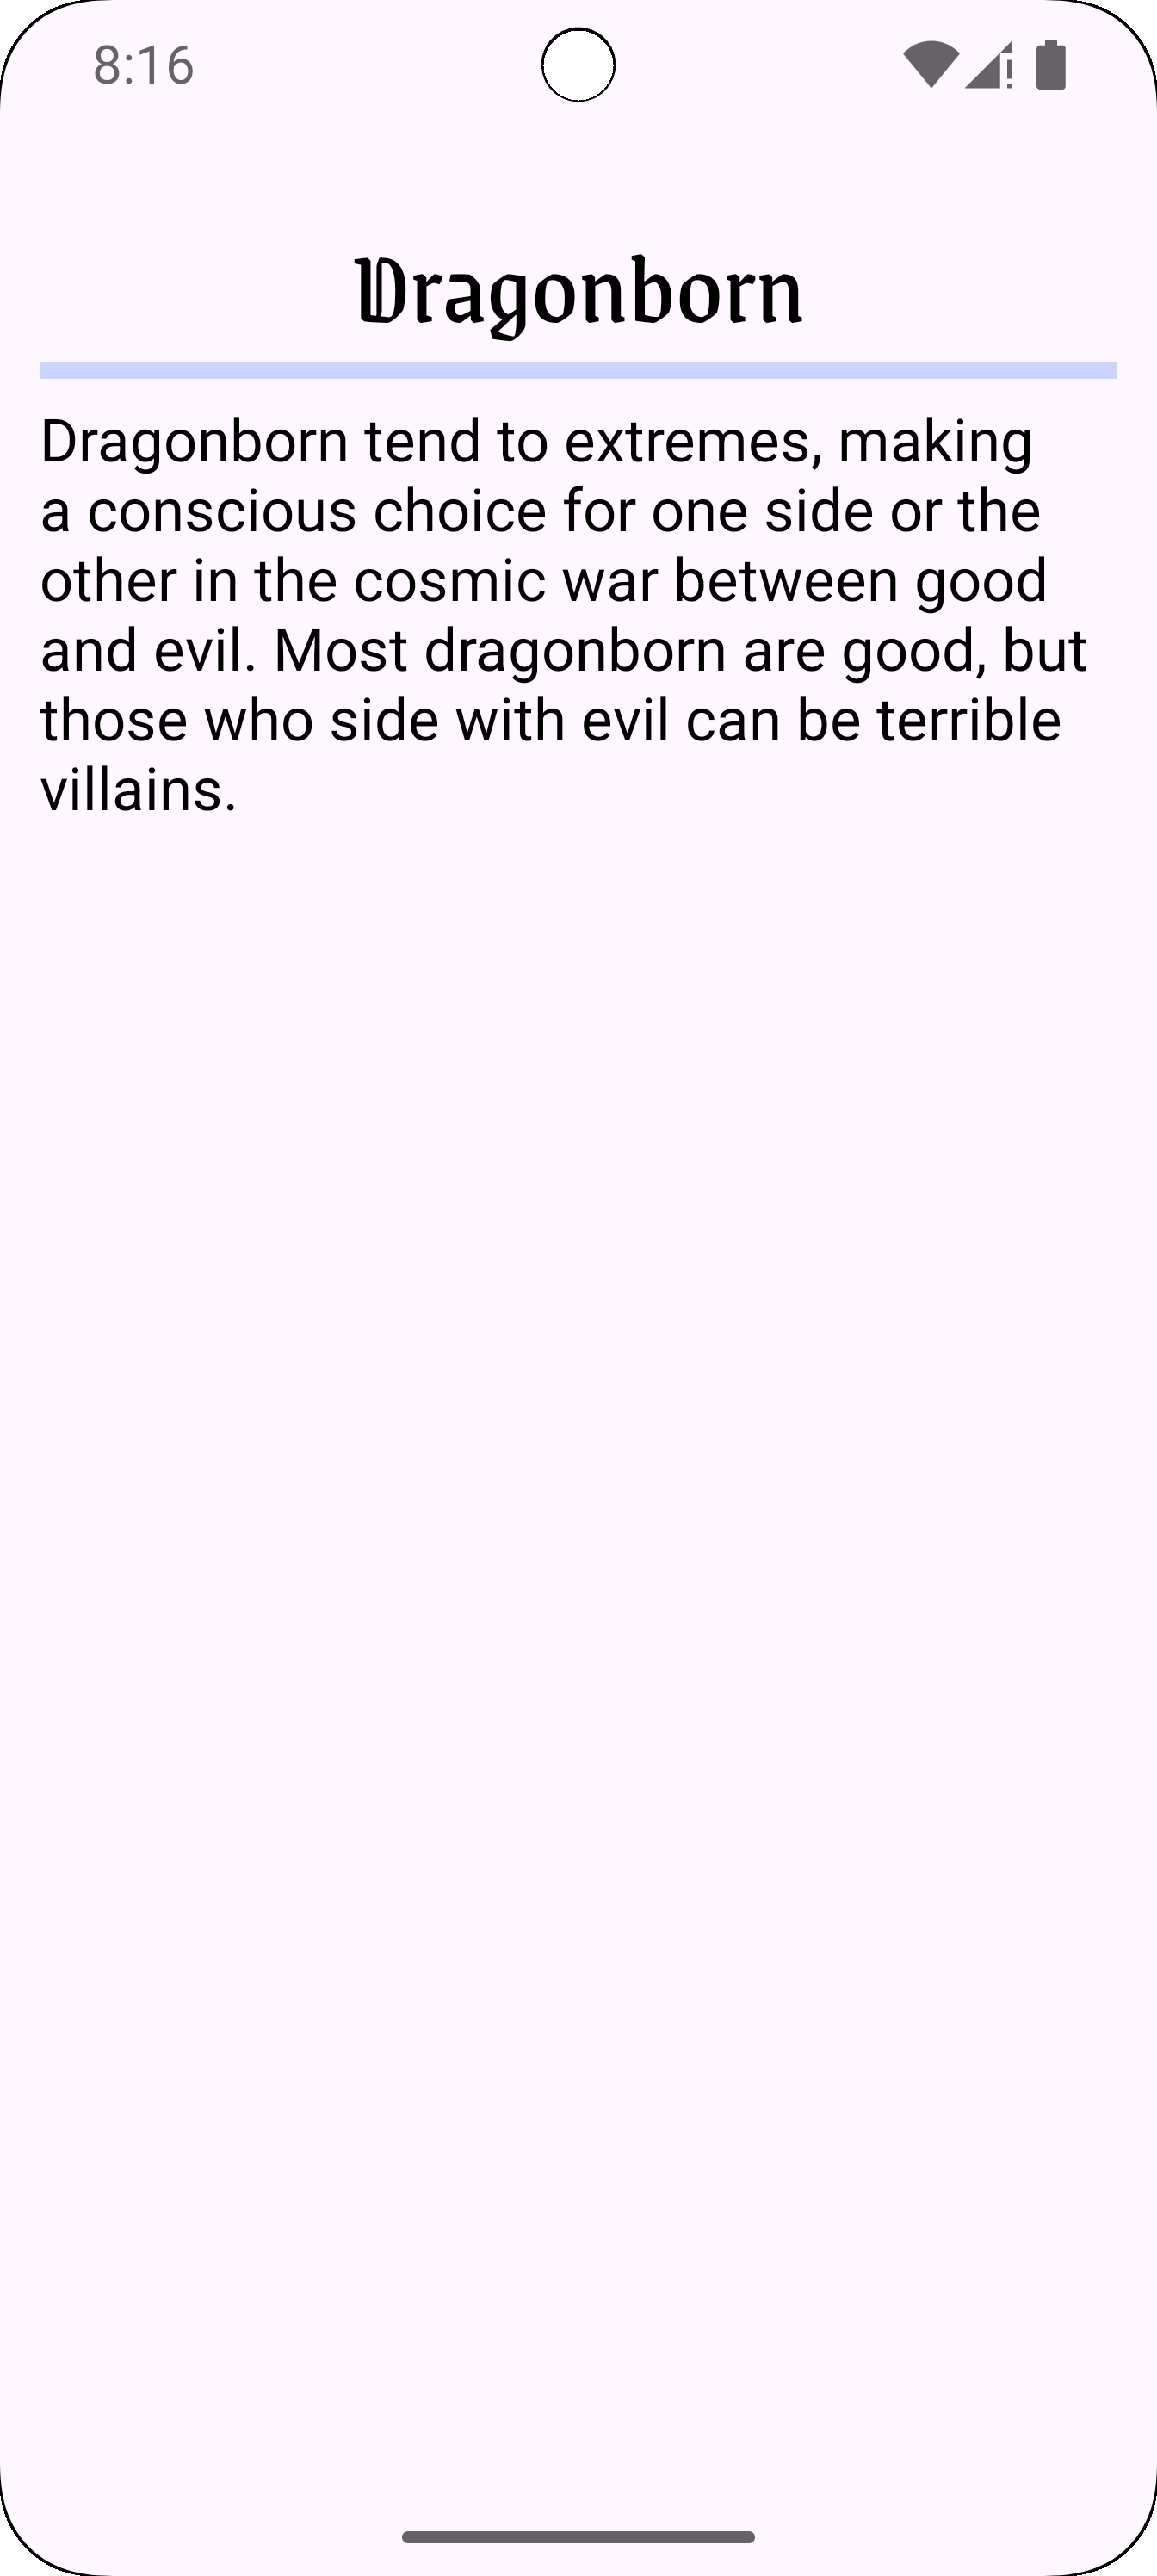 8:16
Dragonborn
Dragonborn tend to extremes, making
a conscious choice for one side or the
other in the cosmic war between good
and evil. Most dragonborn are good, but
those who side with evil can be terrible
villains.